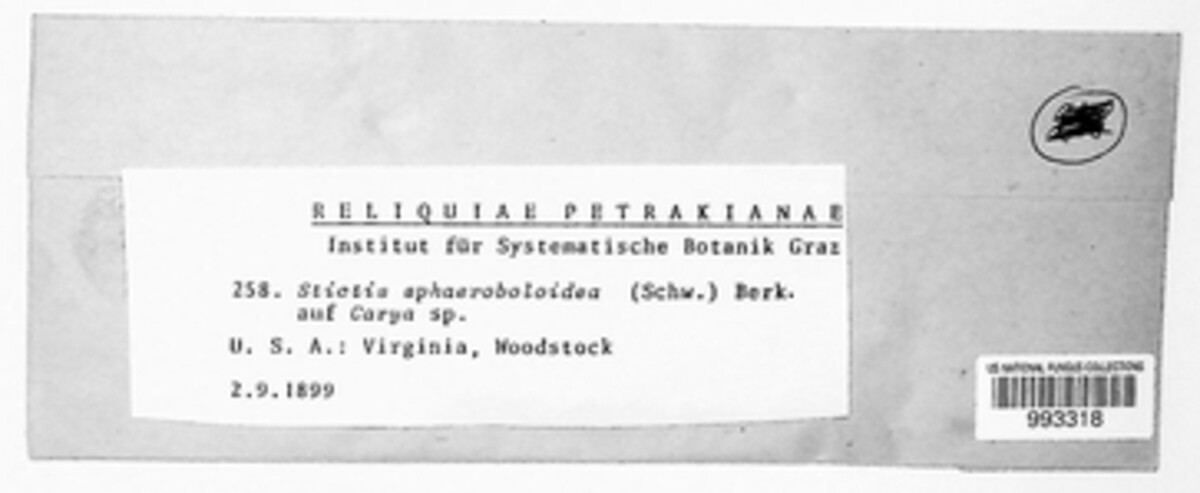 RELIQUIAE PETRAKIANAE
Institut für Systematische Botanik Graz
258. Stictis sphaeroboloidea (Schw.) Berk.
auf Carya sp.
U. S. A.: Virginia, Woodstock
2.9.1899
US NATIONAL FUNGUS COLLECTIONS
993318